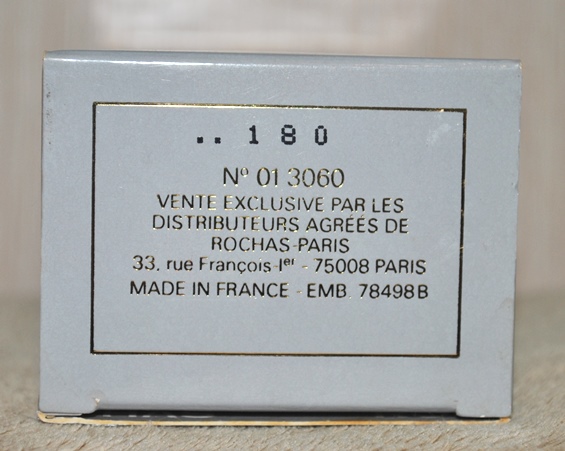 .. 180
Nº 01 3060
VENTE EXCLUSIVE PAR LES
DISTRIBUTEURS AGRÉÉS DE
ROCHAS-PARIS
33, rue François-Ier - 75008 PARIS
MADE IN FRANCE - EMB. 78498B